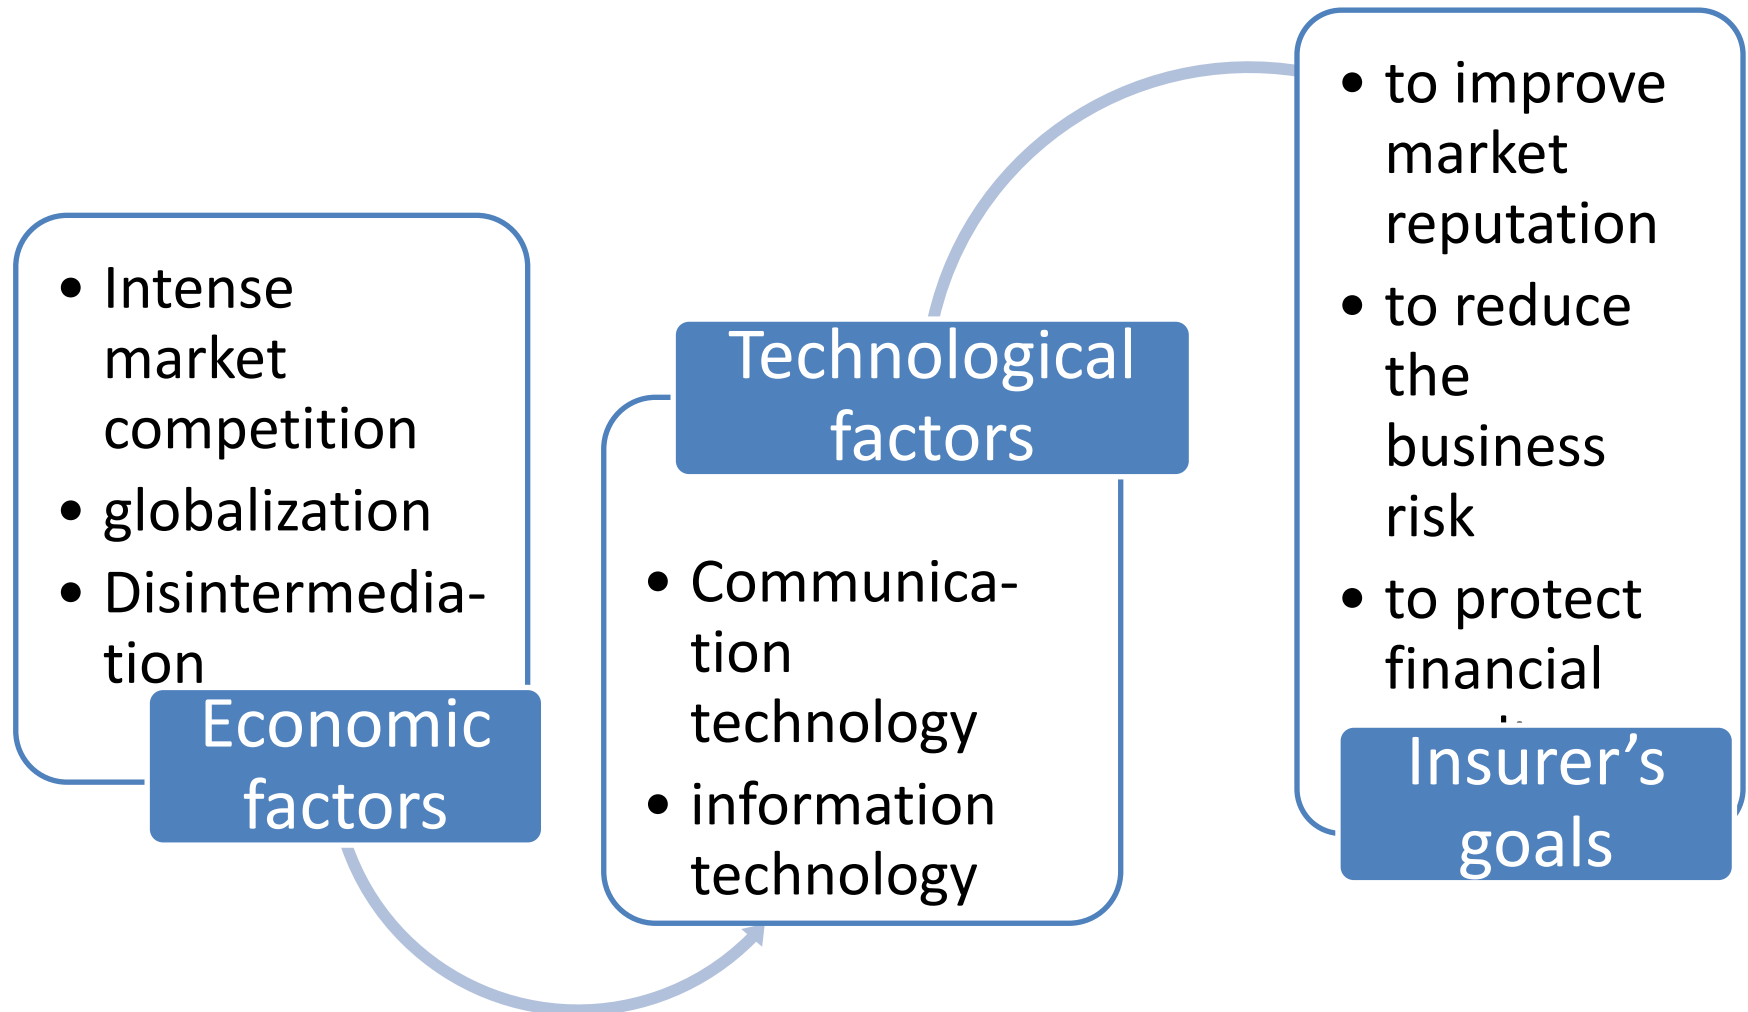 • Intense
market
competition
• globalization
• Disintermedia-
tion
Economic
factors
Technological
factors
• Communica-
tion
technology
• information
technology
• to improve
market
reputation
• to reduce
the
business
risk
• to protect
financial
Insurer’s
goals